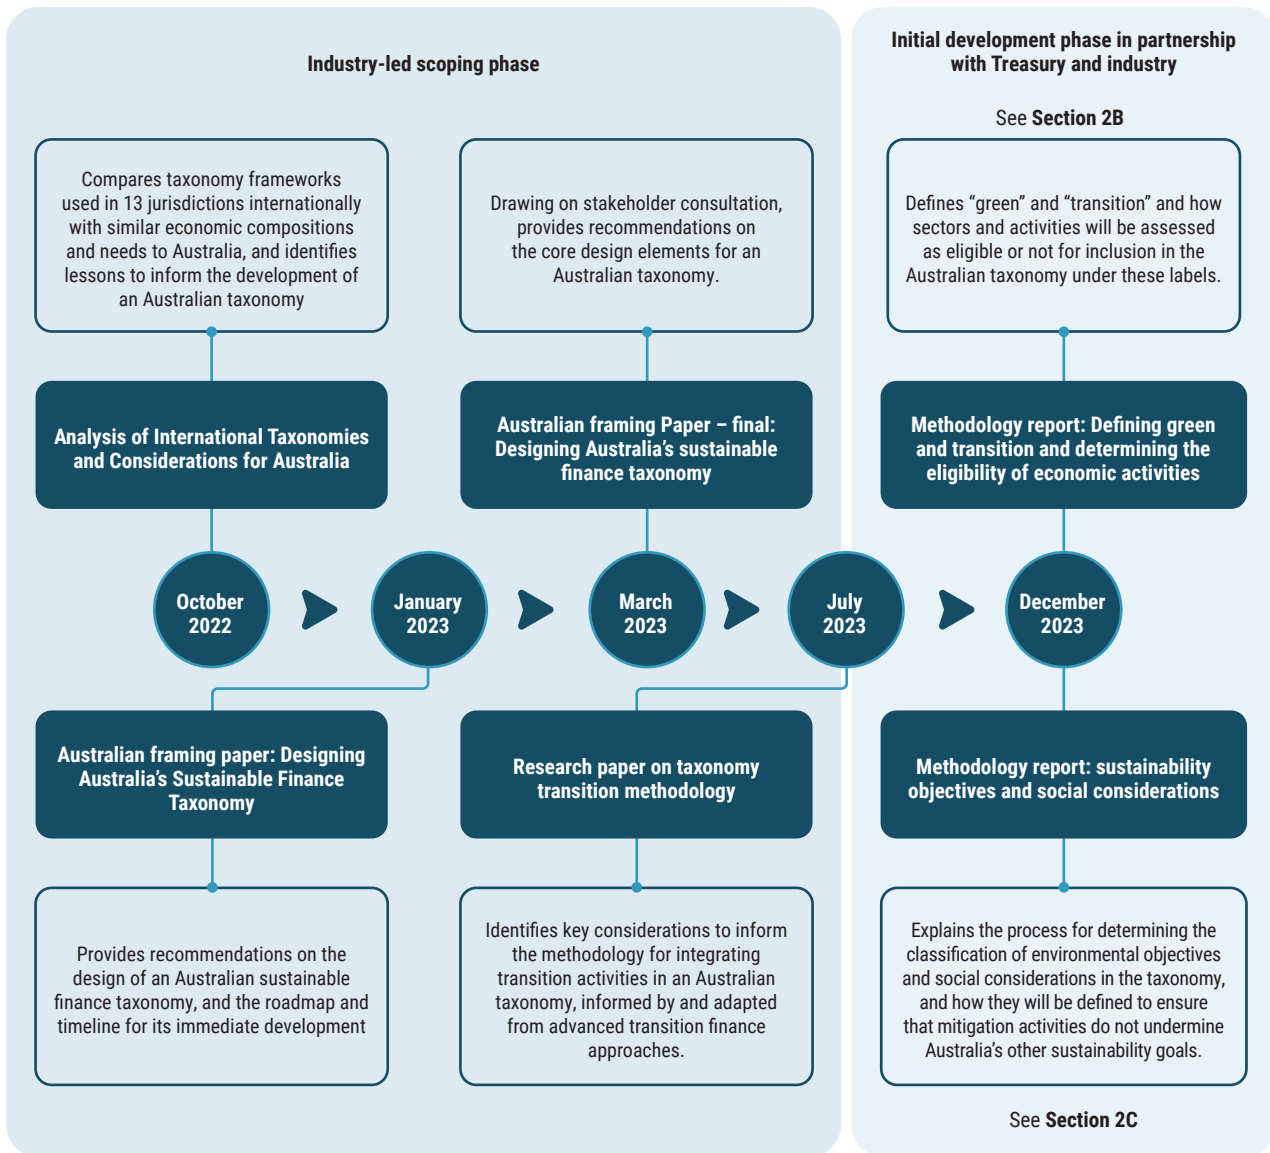 Industry-led scoping phase
Initial development phase in partnership
with Treasury and industry
See Section 2B
Compares taxonomy frameworks
used in 13 jurisdictions internationally
with similar economic compositions
and needs to Australia, and identifies
lessons to inform the development of
an Australian taxonomy
Drawing on stakeholder consultation,
provides recommendations on
the core design elements for an
Australian taxonomy.
Defines “green” and “transition” and how
sectors and activities will be assessed
as eligible or not for inclusion in the
Australian taxonomy under these labels.
Analysis of International Taxonomies
and Considerations for Australia
Australian framing Paper – final:
Designing Australia’s sustainable
finance taxonomy
Methodology report: Defining green
and transition and determining the
eligibility of economic activities
October
2022
January
2023
March
2023
July
2023
December
2023
Australian framing paper: Designing
Australia’s Sustainable Finance
Taxonomy
Research paper on taxonomy
transition methodology
Methodology report: sustainability
objectives and social considerations
Provides recommendations on the
design of an Australian sustainable
finance taxonomy, and the roadmap and
timeline for its immediate development
Identifies key considerations to inform
the methodology for integrating
transition activities in an Australian
taxonomy, informed by and adapted
from advanced transition finance
approaches.
Explains the process for determining the
classification of environmental objectives
and social considerations in the taxonomy,
and how they will be defined to ensure
that mitigation activities do not undermine
Australia’s other sustainability goals.
See Section 2C